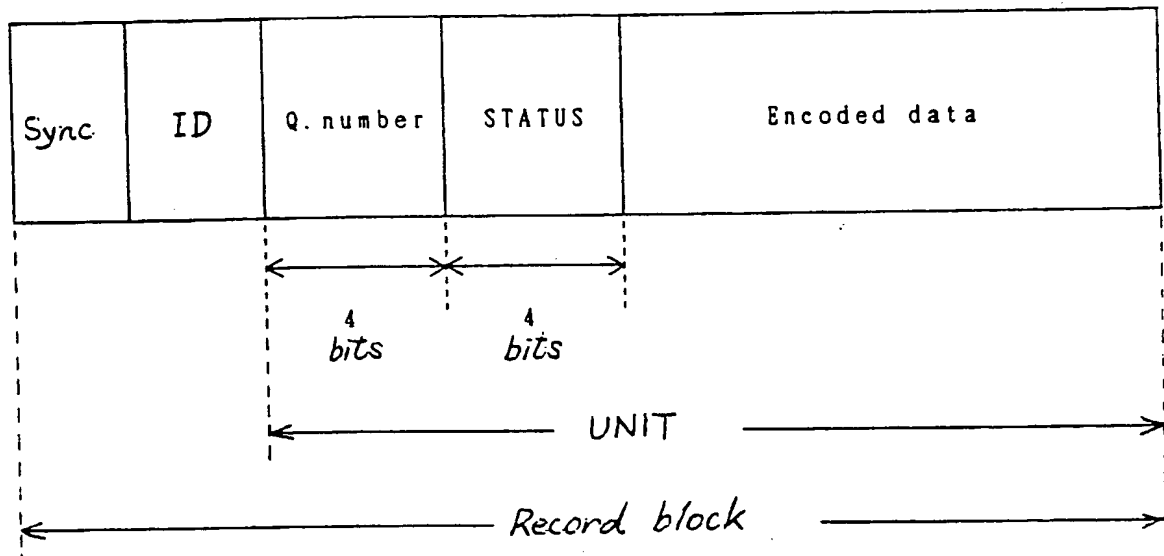 Sync ID Q.number STATUS Encoded data
4 4
bits bits
UNIT
Record block